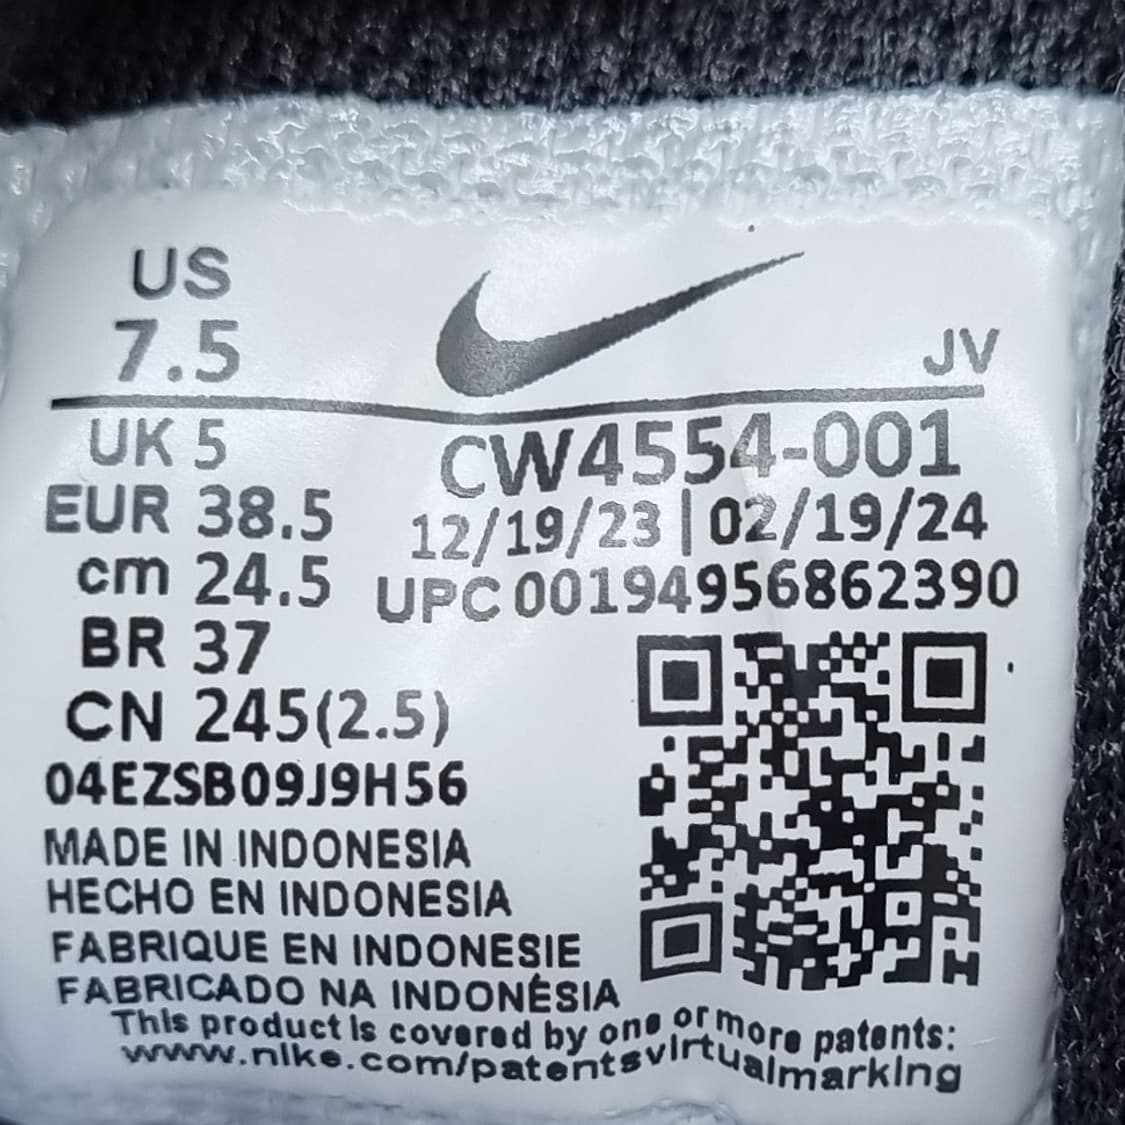 US
7.5
JV
UK 5
CW4554-001
EUR 38.5
12/19/23 | 02/19/24
cm 24.5
UPC 00194956862390
BR 37
CN 245(2.5)
04EZSB09J9H56
MADE IN INDONESIA
HECHO EN INDONESIA
FABRIQUE EN INDONESIE
FABRICADO NA INDONÉSIA
This product is covered by one or more patents:
www.nike.com/patentsvirtualmarking